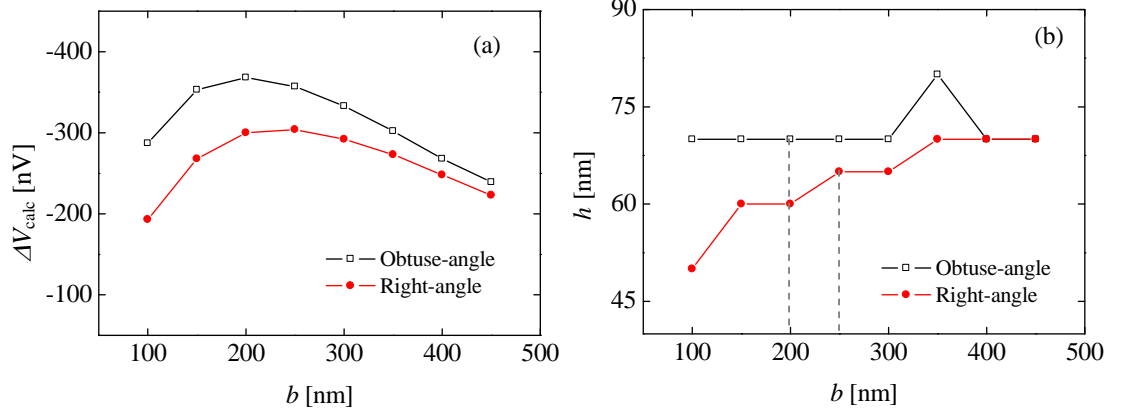 (a)
-400
-300
-200
-100
ΔV_calc [nV]
Obtuse-angle
Right-angle
100 200 300 400 500
b [nm]
(b)
90
75
60
45
h [nm]
Obtuse-angle
Right-angle
100 200 300 400 500
b [nm]